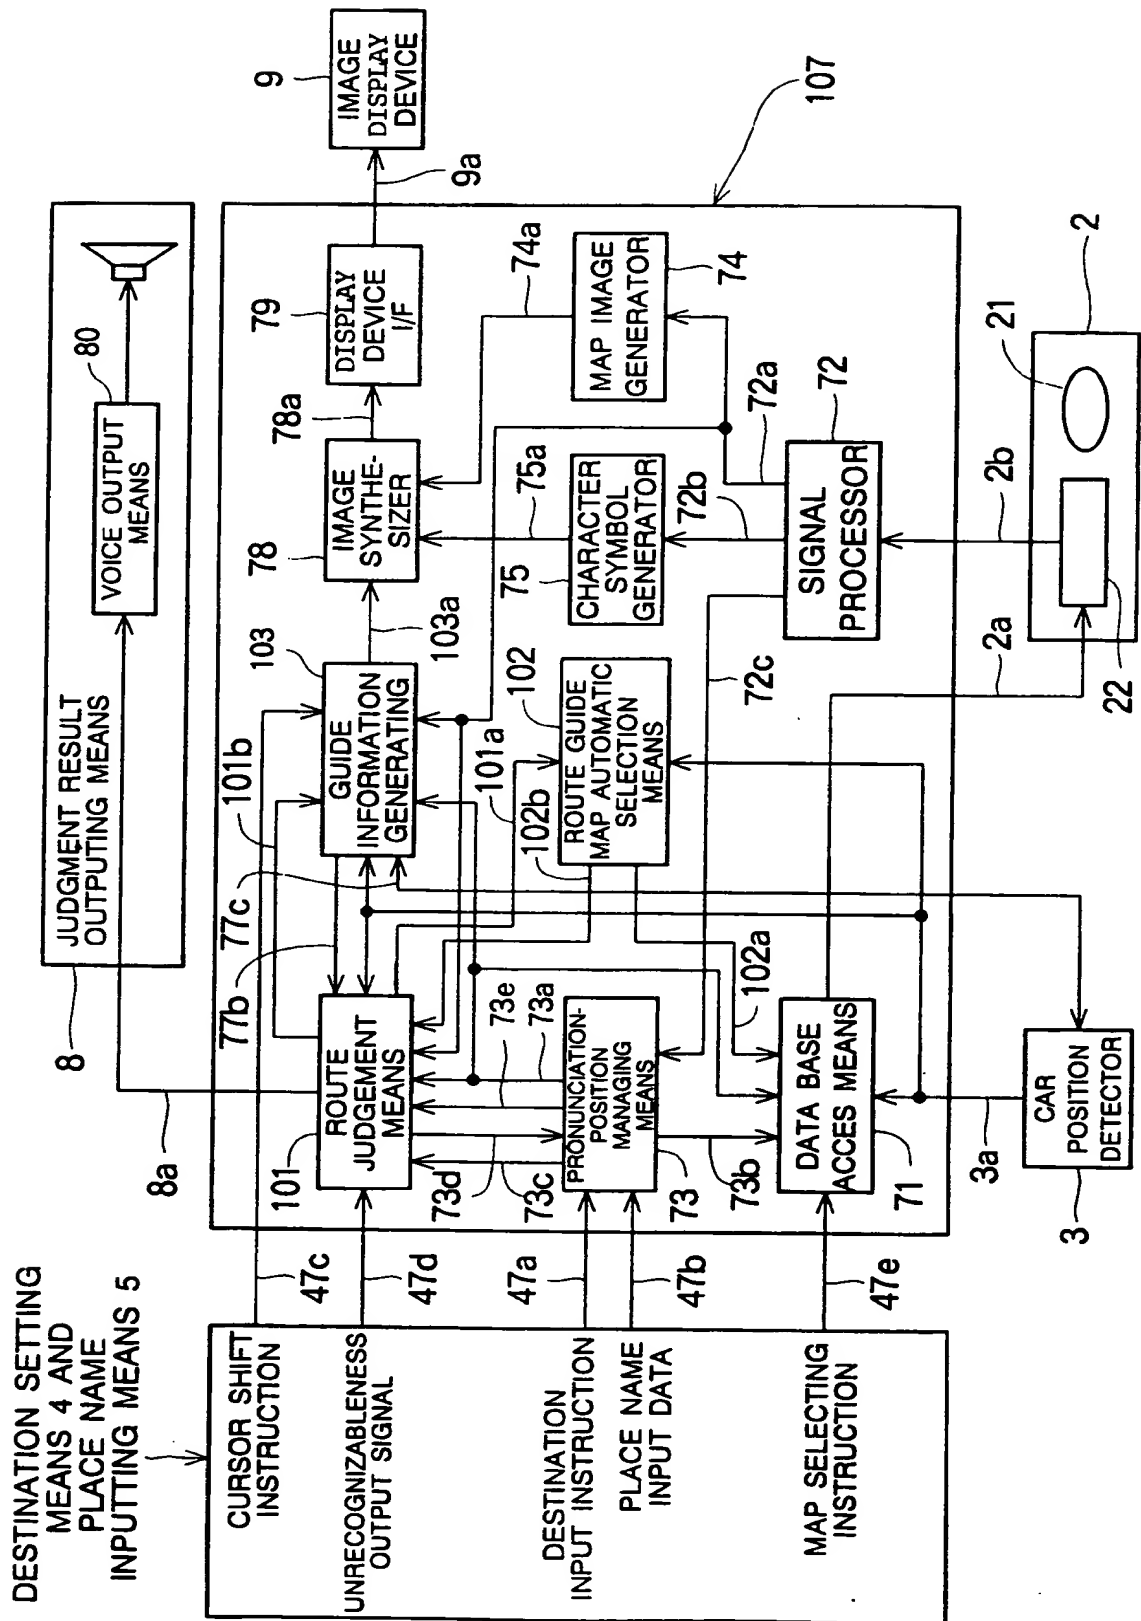 DESTINATION SETTING
MEANS 4 AND
PLACE NAME
INPUTTING MEANS 5
CURSOR SHIFT
INSTRUCTION
UNRECOGNIZABLENESS
OUTPUT SIGNAL
DESTINATION
INPUT INSTRUCTION
PLACE NAME
INPUT DATA
MAP SELECTING
INSTRUCTION
47c
47d
47a
47b
47e
8a
8
JUDGMENT RESULT
OUTPUTING MEANS
VOICE OUTPUT
MEANS
80
101
ROUTE
JUDGEMENT
MEANS
77b
77c
101b
103
GUIDE
INFORMATION
GENERATING
103a
78
IMAGE
SYNTHE-
SIZER
78a
79
DISPLAY
DEVICE
I/F
9a
9
IMAGE
DISPLAY
DEVICE
107
73d
73c
73e
73a
PRONUNCIATION-
POSITION
MANAGING
MEANS
73
73b
102b
101a
102
ROUTE GUIDE
MAP AUTOMATIC
SELECTION
MEANS
102a
72c
75
CHARACTER
SYMBOL
GENERATOR
75a
72b
74a
MAP IMAGE
GENERATOR
74
72a
SIGNAL
PROCESSOR
72
DATA BASE
ACCES MEANS
71
3a
CAR
POSITION
DETECTOR
3
2a
2b
22
21
2